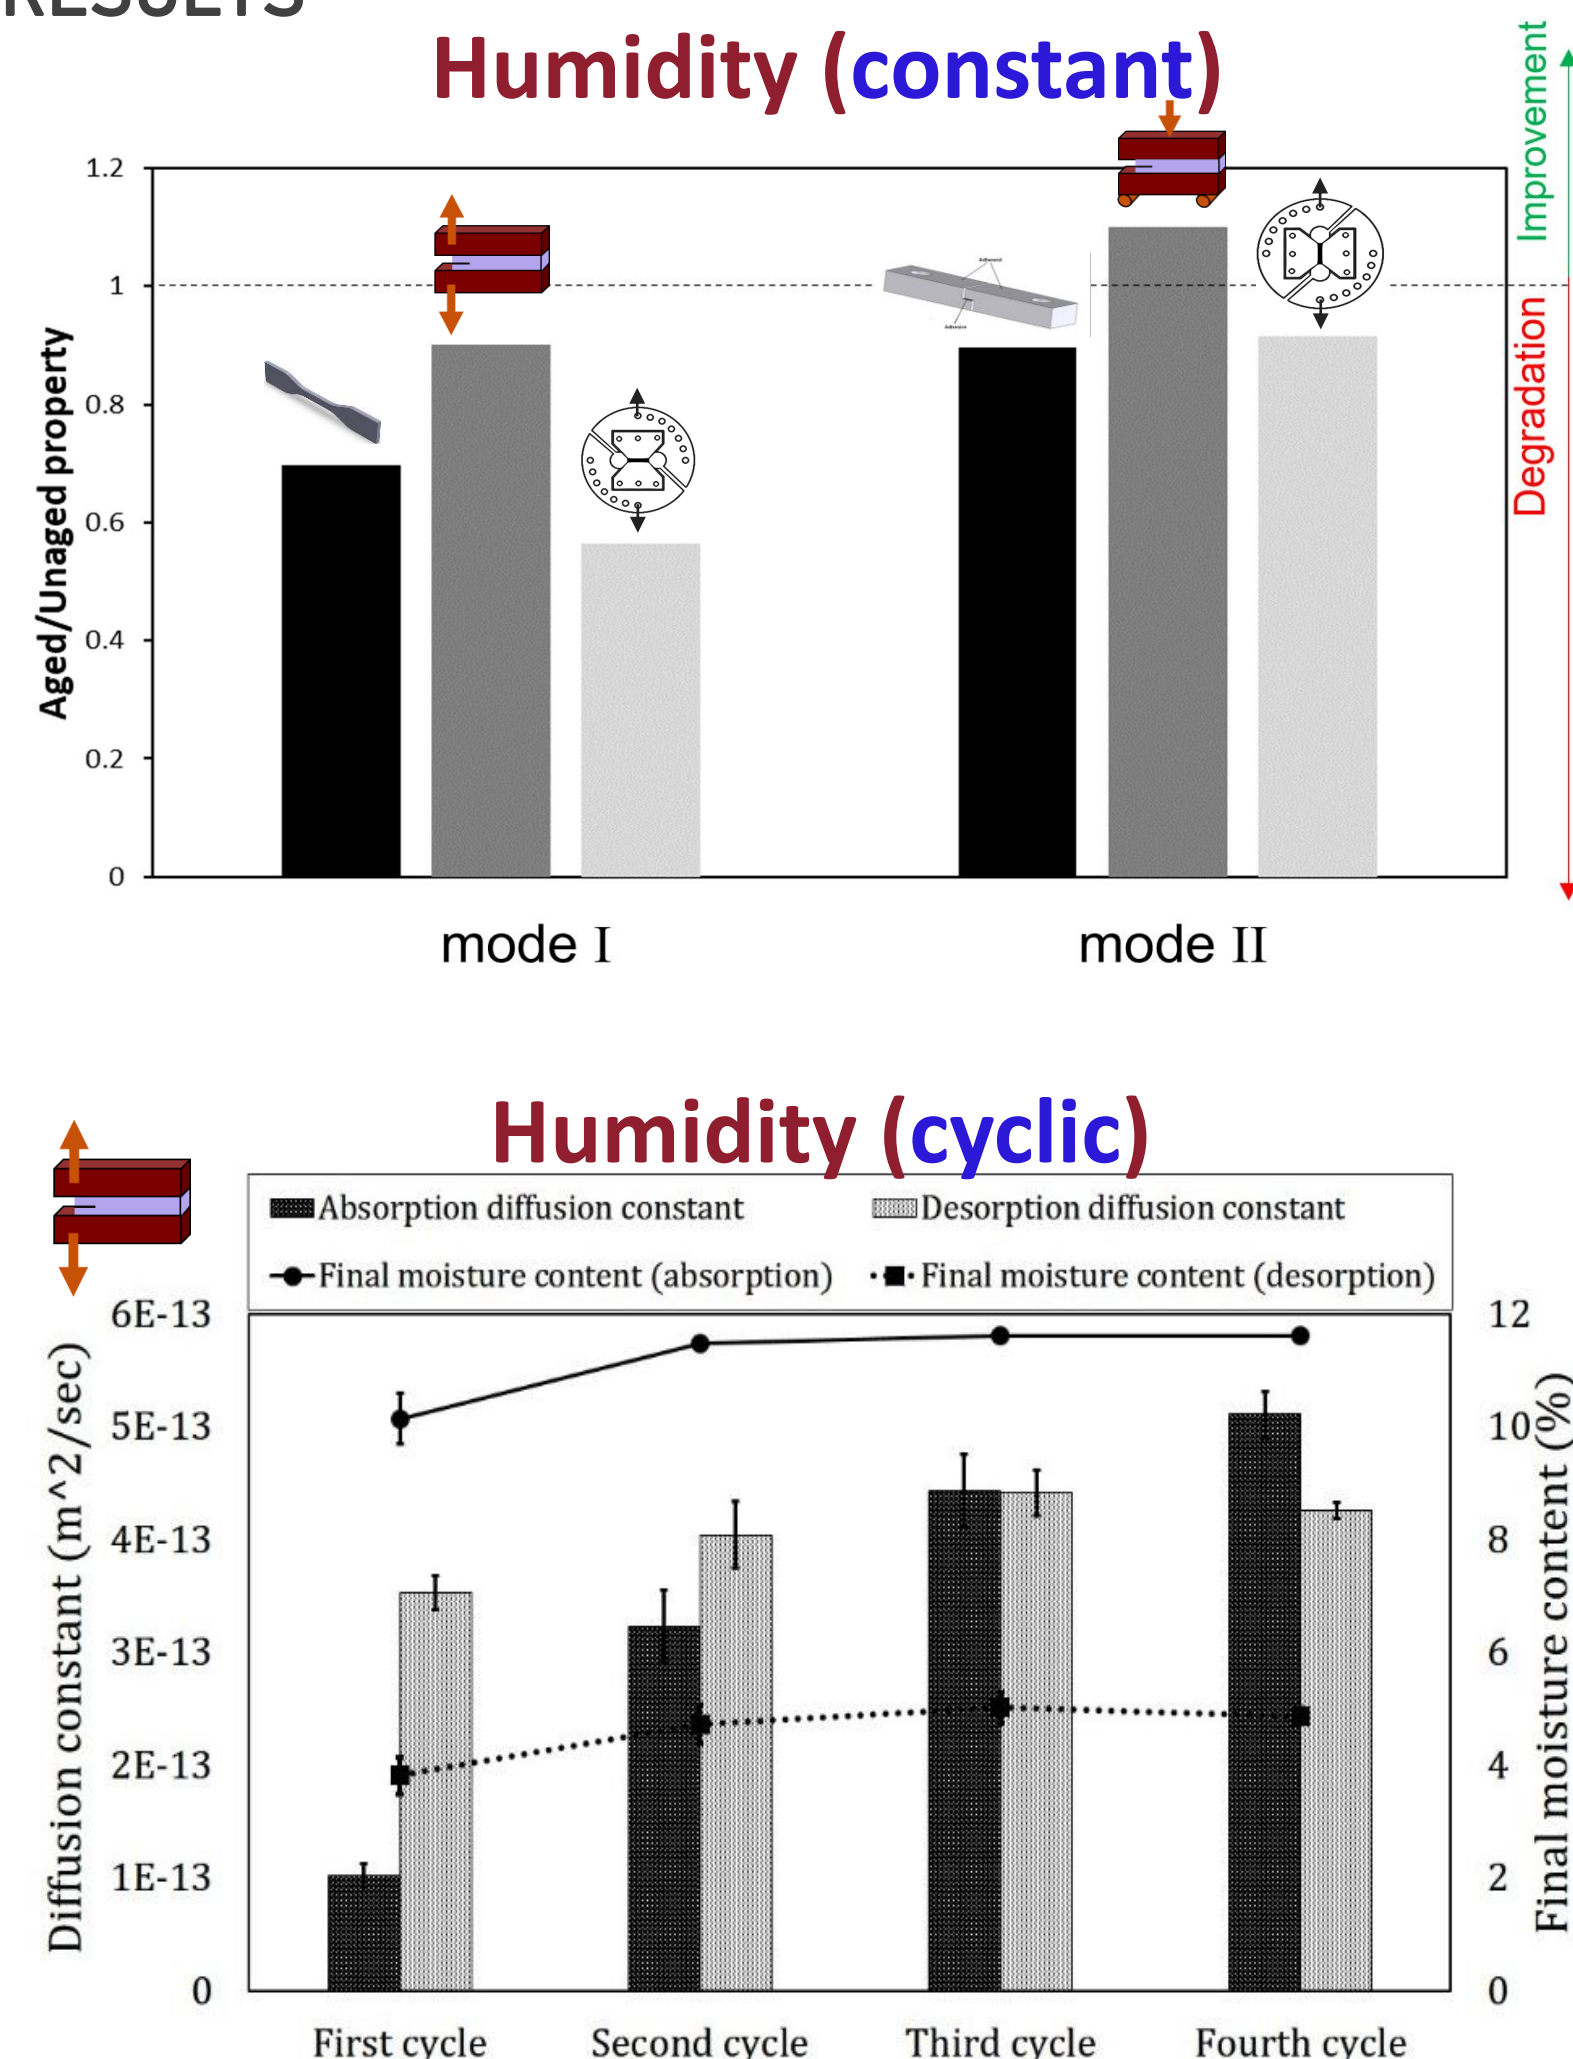 RESULTS
Humidity (constant)
Improvement
Degradation
Aged/Unaged property
1.2
1
0.8
0.6
0.4
0.2
0
Adherend
Adhesive
mode I
mode II
Humidity (cyclic)
Absorption diffusion constant
Desorption diffusion constant
Final moisture content (absorption)
Final moisture content (desorption)
Diffusion constant (m^2/sec)
6E-13
5E-13
4E-13
3E-13
2E-13
1E-13
0
12
10
8
6
4
2
0
Final moisture content (%)
First cycle
Second cycle
Third cycle
Fourth cycle